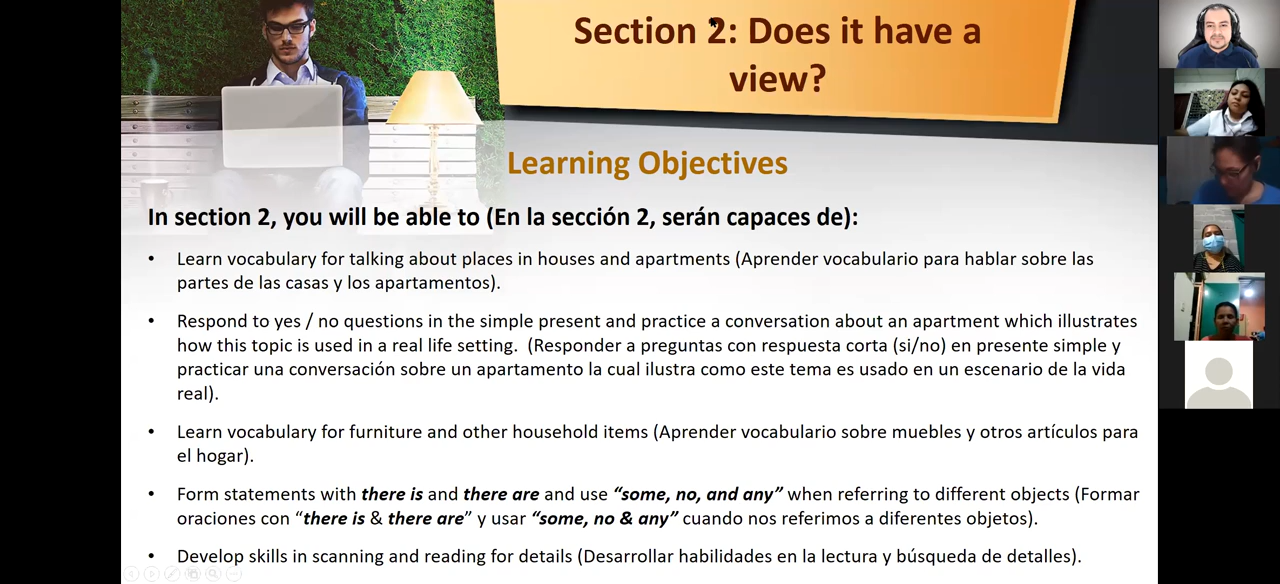 Section 2: Does it have a
view?
Learning Objectives
In section 2, you will be able to (En la sección 2, serán capaces de):
• Learn vocabulary for talking about places in houses and apartments (Aprender vocabulario para hablar sobre las
partes de las casas y los apartamentos).
• Respond to yes / no questions in the simple present and practice a conversation about an apartment which illustrates
how this topic is used in a real life setting. (Responder a preguntas con respuesta corta (si/no) en presente simple y
practicar una conversación sobre un apartamento la cual ilustra como este tema es usado en un escenario de la vida
real).
• Learn vocabulary for furniture and other household items (Aprender vocabulario sobre muebles y otros artículos para
el hogar).
• Form statements with there is and there are and use “some, no, and any” when referring to different objects (Formar
oraciones con “there is & there are” y usar “some, no & any” cuando nos referimos a diferentes objetos).
• Develop skills in scanning and reading for details (Desarrollar habilidades en la lectura y búsqueda de detalles).